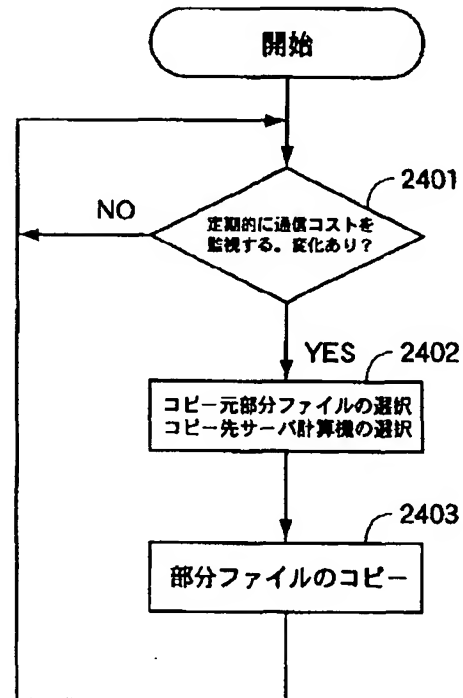 開始
2401
定期的に通信コストを
監視する。変化あり？
NO
YES
2402
コピー元部分ファイルの選択
コピー先サーバ計算機の選択
2403
部分ファイルのコピー